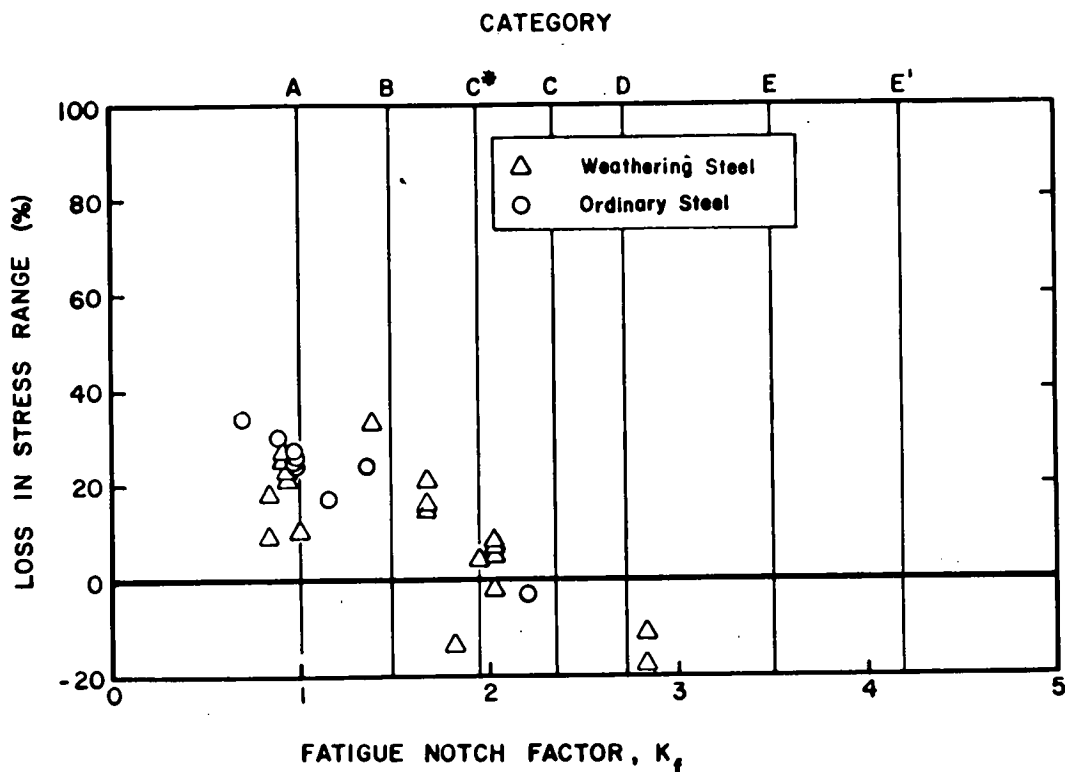 CATEGORY
A B C* C D E E'
100
80
60
40
20
0
-20
0 1 2 3 4 5
LOSS IN STRESS RANGE (%)
Weathering Steel
Ordinary Steel
FATIGUE NOTCH FACTOR, Kf